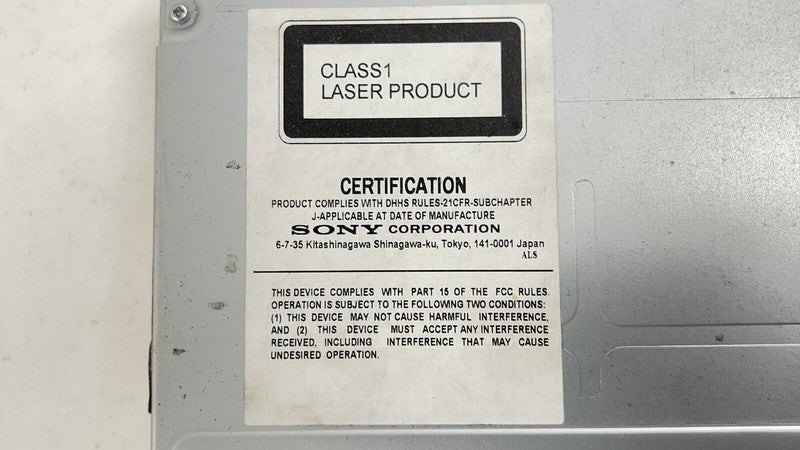 CLASS1
LASER PRODUCT
CERTIFICATION
PRODUCT COMPLIES WITH DHHS RULES-21CFR-SUBCHAPTER
J-APPLICABLE AT DATE OF MANUFACTURE
SONY CORPORATION
6-7-35 Kitashinagawa Shinagawa-ku, Tokyo, 141-0001 Japan
ALS
THIS DEVICE COMPLIES WITH PART 15 OF THE FCC RULES.
OPERATION IS SUBJECT TO THE FOLLOWING TWO CONDITIONS:
(1) THIS DEVICE MAY NOT CAUSE HARMFUL INTERFERENCE,
AND (2) THIS DEVICE MUST ACCEPT ANY INTERFERENCE
RECEIVED, INCLUDING INTERFERENCE THAT MAY CAUSE
UNDESIRED OPERATION.